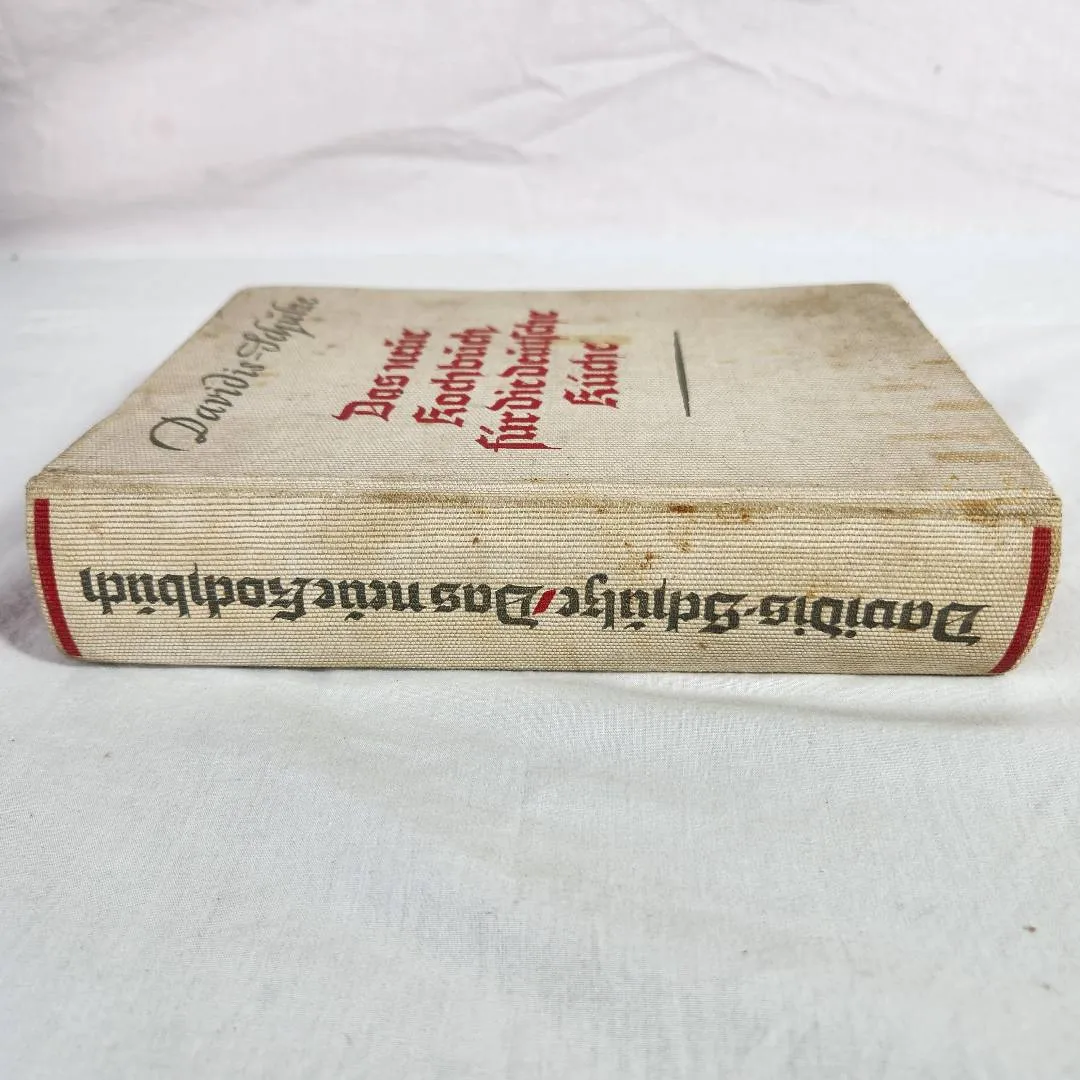 Davidis-Schulze
Das neue
Kochbuch
für die deutsche
Küche
Davidis-Schulze / Das neue Kochbuch